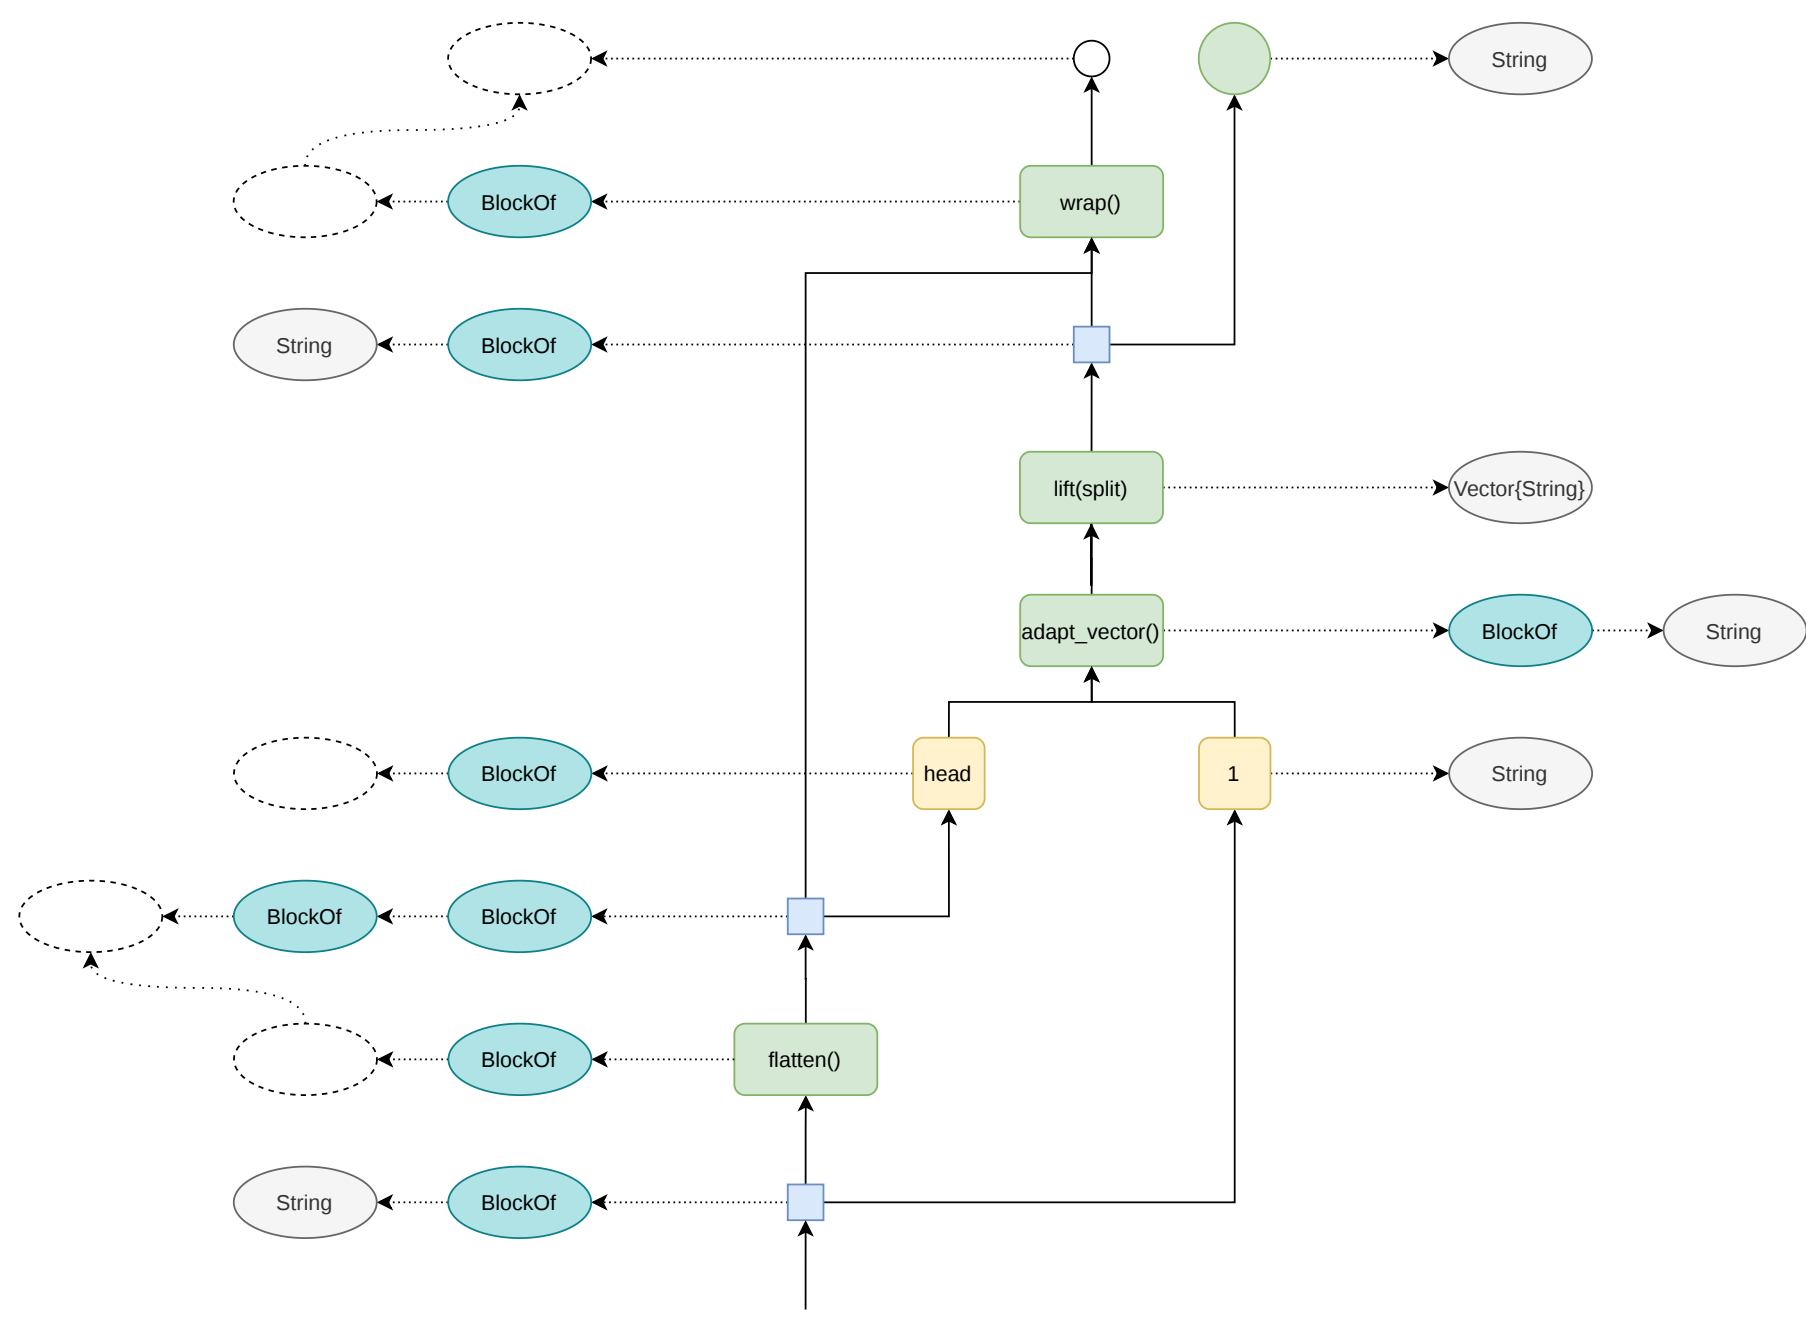 String
BlockOf
wrap()
String
BlockOf
lift(split)
Vector{String}
adapt_vector()
BlockOf
String
BlockOf
head
1
String
BlockOf
BlockOf
BlockOf
flatten()
String
BlockOf